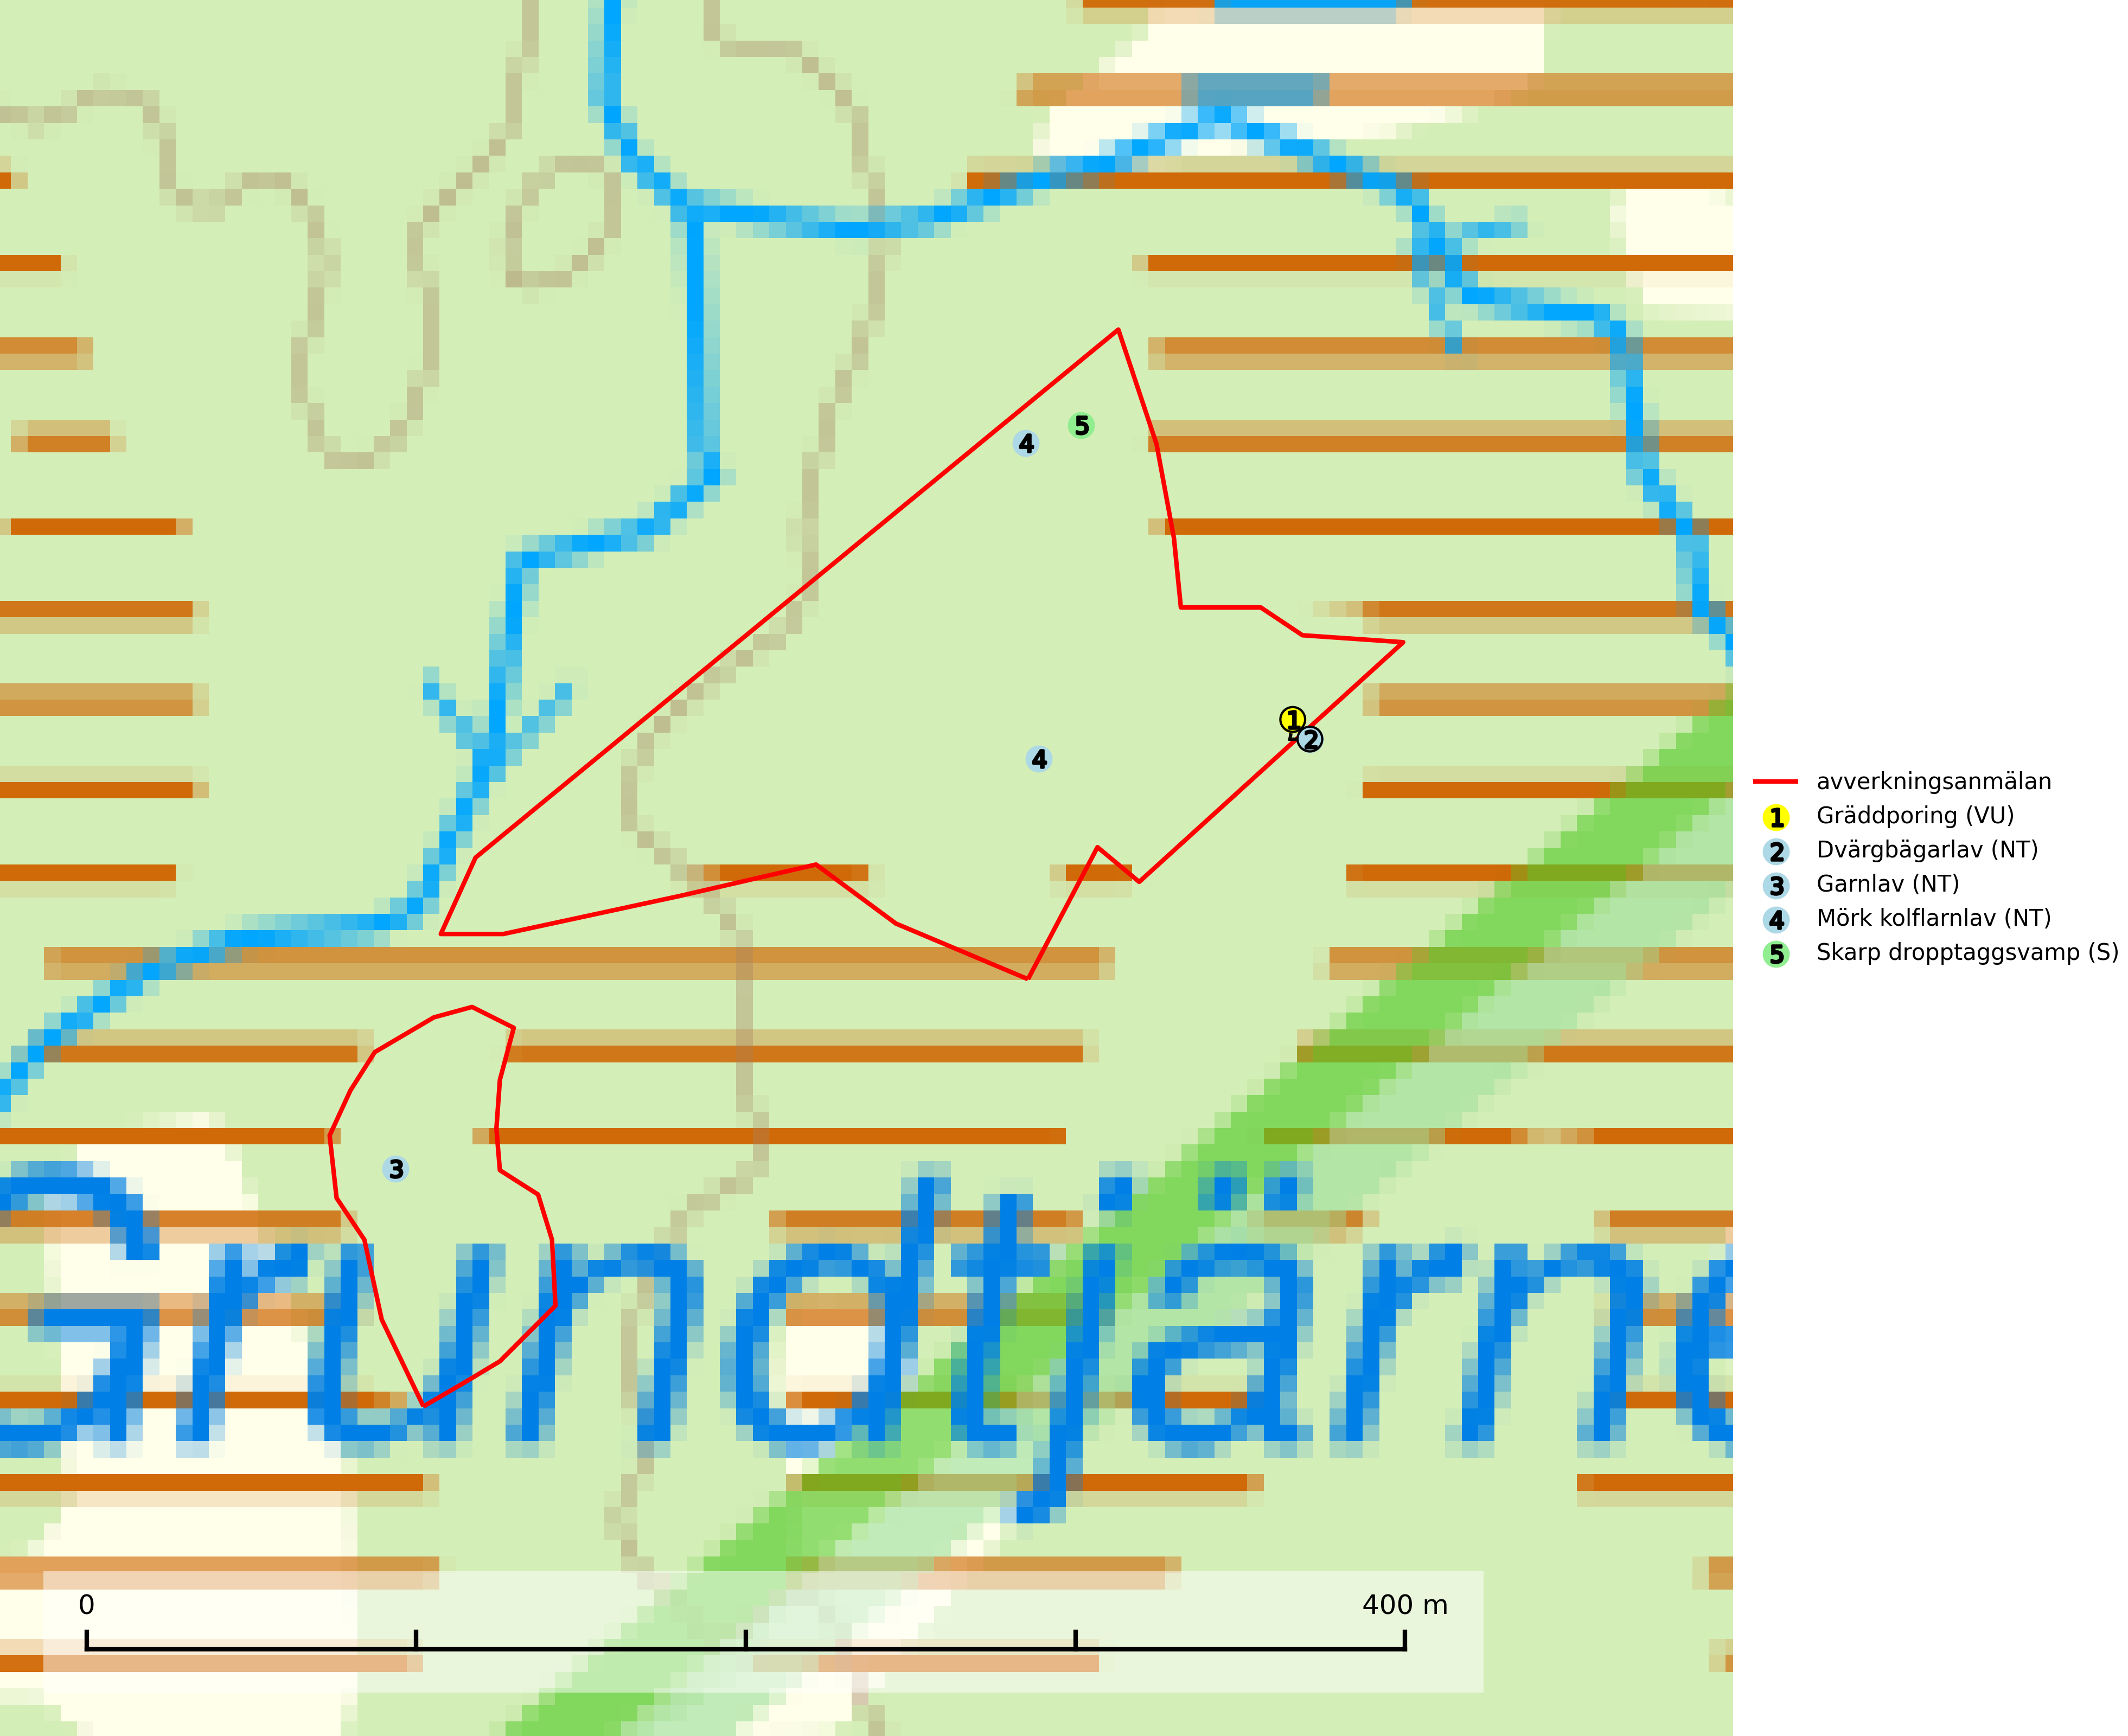 5
4
1
2
4
3
Grundtjärne
0
400 m
avverkningsanmälan
1 Gräddporing (VU)
2 Dvärgbägarlav (NT)
3 Garnlav (NT)
4 Mörk kolflarnlav (NT)
5 Skarp dropptaggsvamp (S)